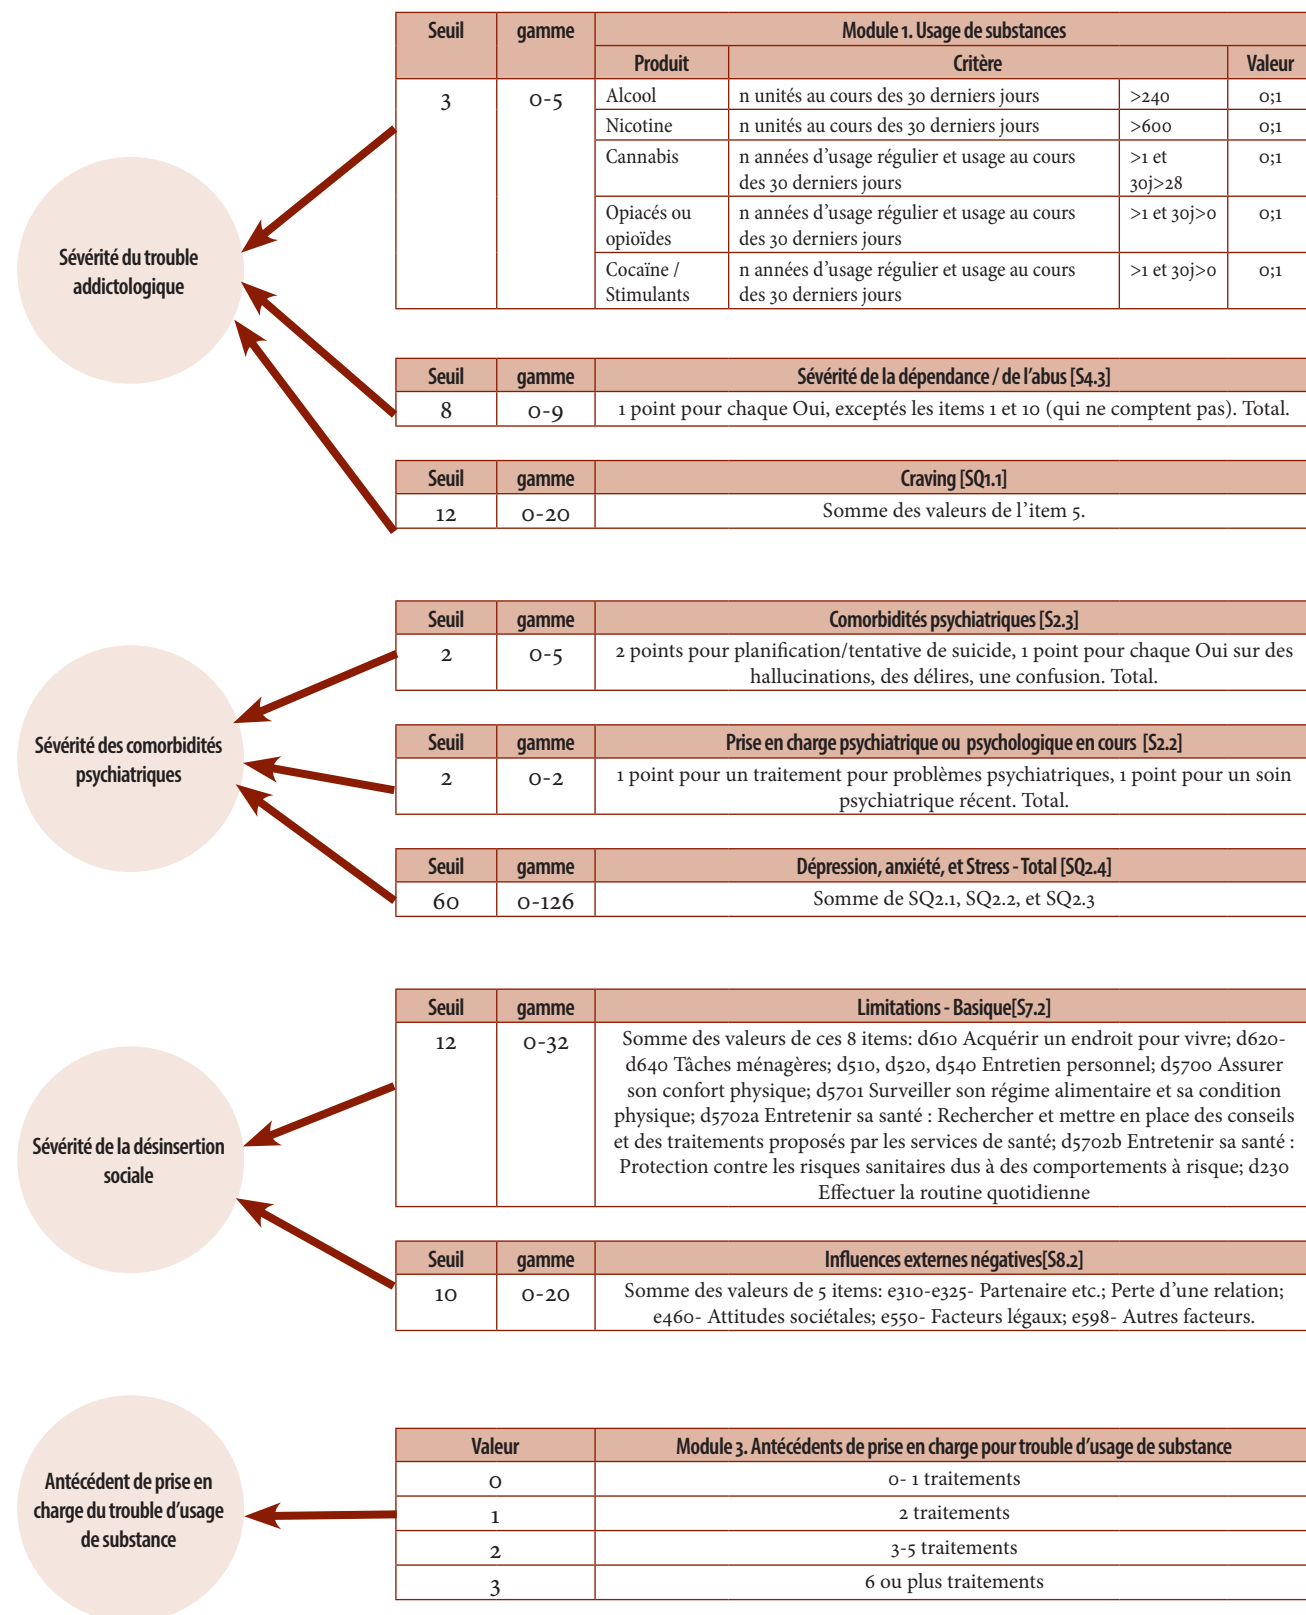 Seuil gamme Module 1. Usage de substances
Produit Critère Valeur
3 0-5 Alcool n unités au cours des 30 derniers jours >240 0;1
Nicotine n unités au cours des 30 derniers jours >600 0;1
Cannabis n années d’usage régulier et usage au cours >1 et 0;1
des 30 derniers jours 30j>28
Opiacés ou n années d’usage régulier et usage au cours >1 et 30j>0 0;1
opioïdes des 30 derniers jours
Cocaïne / n années d’usage régulier et usage au cours >1 et 30j>0 0;1
Stimulants des 30 derniers jours
Sévérité du trouble
addictologique
Seuil gamme Sévérité de la dépendance / de l’abus [S4.3]
8 0-9 1 point pour chaque Oui, exceptés les items 1 et 10 (qui ne comptent pas). Total.
Seuil gamme Craving [SQ1.1]
12 0-20 Somme des valeurs de l’item 5.
Seuil gamme Comorbidités psychiatriques [S2.3]
2 0-5 2 points pour planification/tentative de suicide, 1 point pour chaque Oui sur des
hallucinations, des délires, une confusion. Total.
Sévérité des comorbidités
psychiatriques
Seuil gamme Prise en charge psychiatrique ou psychologique en cours [S2.2]
2 0-2 1 point pour un traitement pour problèmes psychiatriques, 1 point pour un soin
psychiatrique récent. Total.
Seuil gamme Dépression, anxiété, et Stress - Total [SQ2.4]
60 0-126 Somme de SQ2.1, SQ2.2, et SQ2.3
Seuil gamme Limitations - Basique[S7.2]
12 0-32 Somme des valeurs de ces 8 items: d610 Acquérir un endroit pour vivre; d620-
d640 Tâches ménagères; d510, d520, d540 Entretien personnel; d5700 Assurer
son confort physique; d5701 Surveiller son régime alimentaire et sa condition
physique; d5702a Entretenir sa santé : Rechercher et mettre en place des conseils
et des traitements proposés par les services de santé; d5702b Entretenir sa santé :
Protection contre les risques sanitaires dus à des comportements à risque; d230
Effectuer la routine quotidienne
Sévérité de la désinsertion
sociale
Seuil gamme Influences externes négatives[S8.2]
10 0-20 Somme des valeurs de 5 items: e310-e325- Partenaire etc.; Perte d’une relation;
e460- Attitudes sociétales; e550- Facteurs légaux; e598- Autres facteurs.
Antécédent de prise en
charge du trouble d’usage
de substance
Valeur Module 3. Antécédents de prise en charge pour trouble d’usage de substance
0 0- 1 traitements
1 2 traitements
2 3-5 traitements
3 6 ou plus traitements